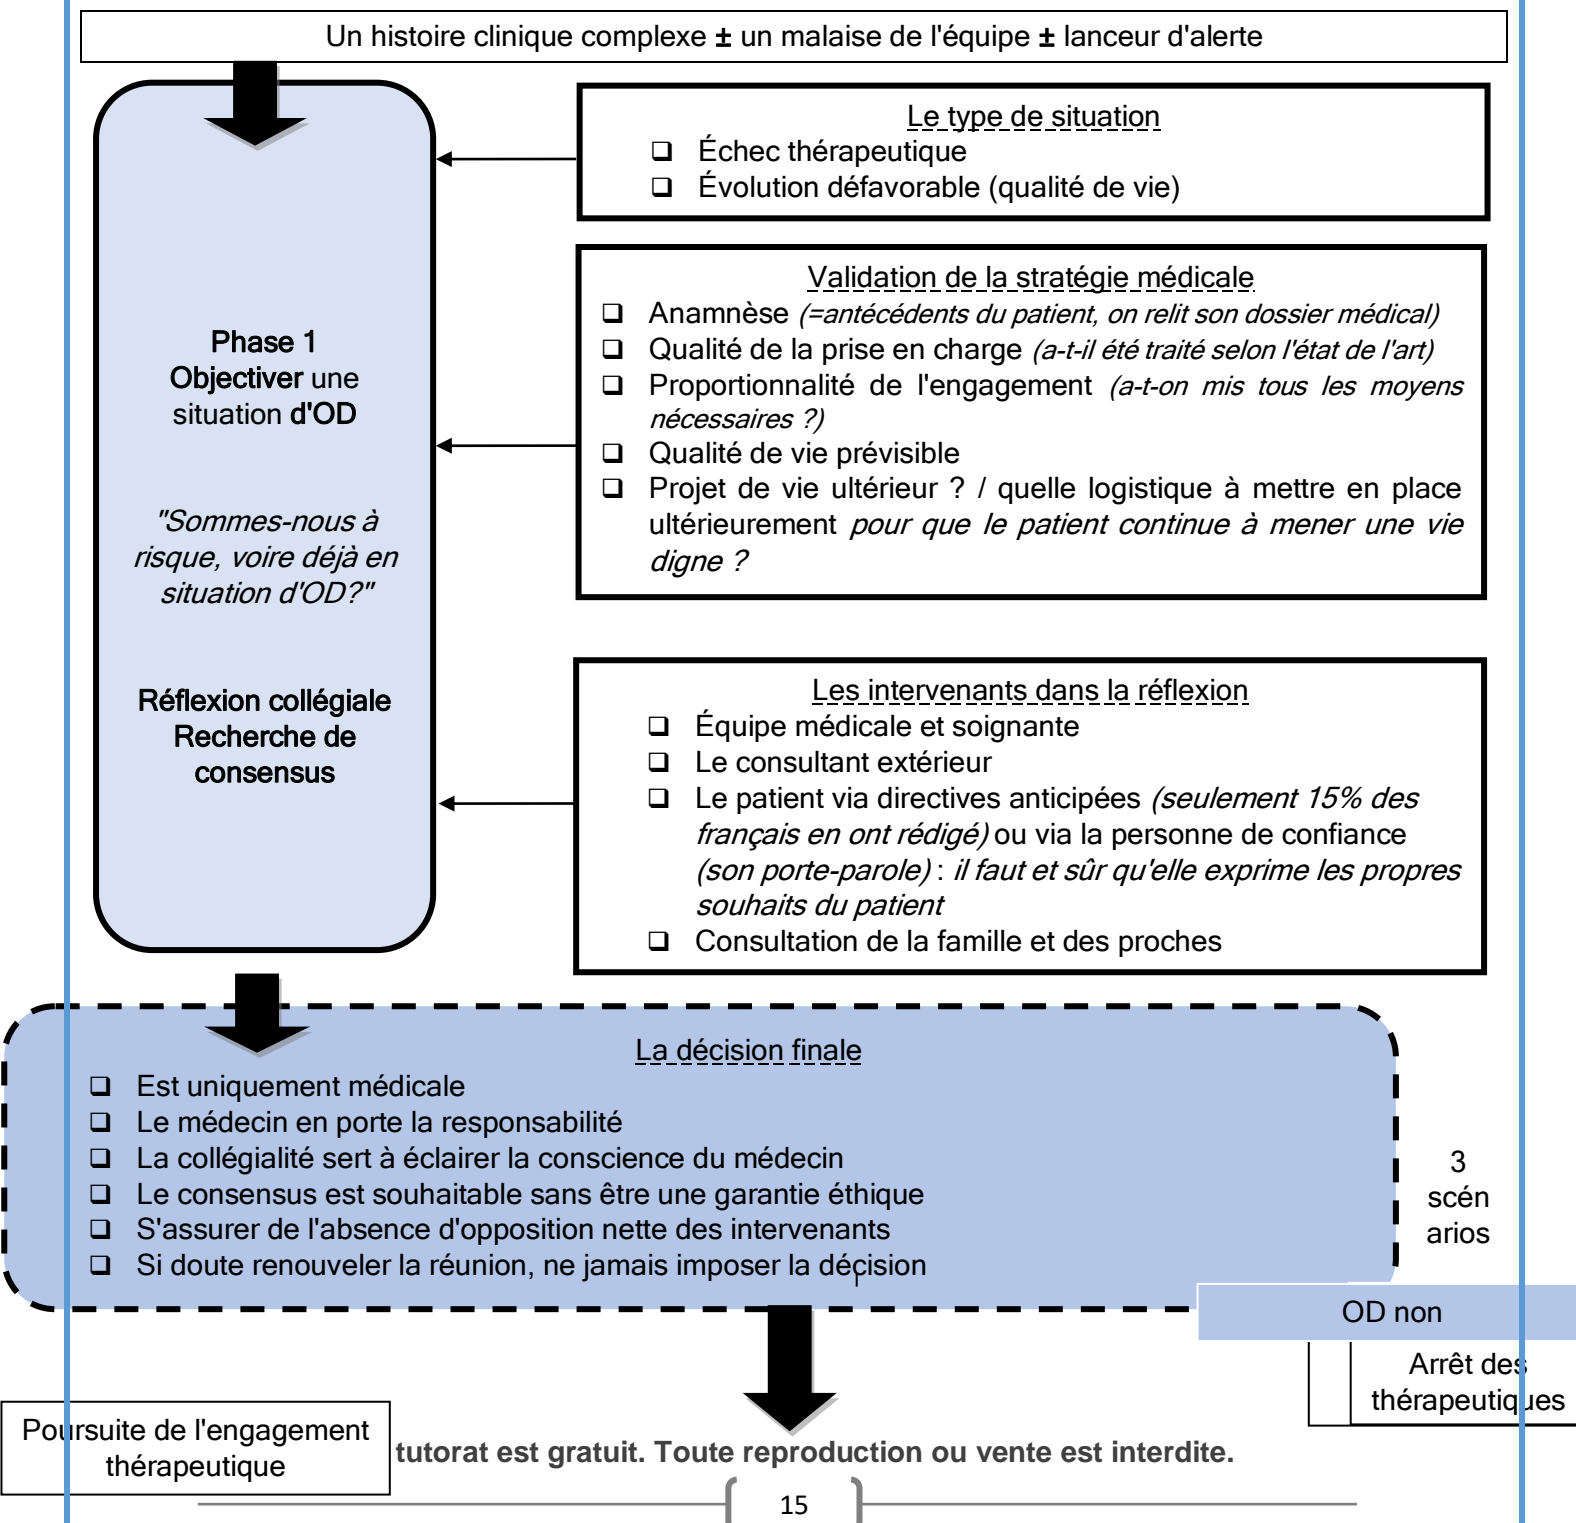 Un histoire clinique complexe ± un malaise de l'équipe ± lanceur d'alerte
Phase 1
Objectiver une
situation d'OD
"Sommes-nous à
risque, voire déjà en
situation d'OD?"
Réflexion collégiale
Recherche de
consensus
Le type de situation
❑ Échec thérapeutique
❑ Évolution défavorable (qualité de vie)
Validation de la stratégie médicale
❑ Anamnèse (=antécédents du patient, on relit son dossier médical)
❑ Qualité de la prise en charge (a-t-il été traité selon l'état de l'art)
❑ Proportionnalité de l'engagement (a-t-on mis tous les moyens
nécessaires ?)
❑ Qualité de vie prévisible
❑ Projet de vie ultérieur ? / quelle logistique à mettre en place
ultérieurement pour que le patient continue à mener une vie
digne ?
Les intervenants dans la réflexion
❑ Équipe médicale et soignante
❑ Le consultant extérieur
❑ Le patient via directives anticipées (seulement 15% des
français en ont rédigé) ou via la personne de confiance
(son porte-parole) : il faut et sûr qu'elle exprime les propres
souhaits du patient
❑ Consultation de la famille et des proches
La décision finale
❑ Est uniquement médicale
❑ Le médecin en porte la responsabilité
❑ La collégialité sert à éclairer la conscience du médecin
❑ Le consensus est souhaitable sans être une garantie éthique
❑ S'assurer de l'absence d'opposition nette des intervenants
❑ Si doute renouveler la réunion, ne jamais imposer la décision
3
scén
arios
OD non
Arrêt des
thérapeutiques
Poursuite de l'engagement
thérapeutique
tutorat est gratuit. Toute reproduction ou vente est interdite.
15